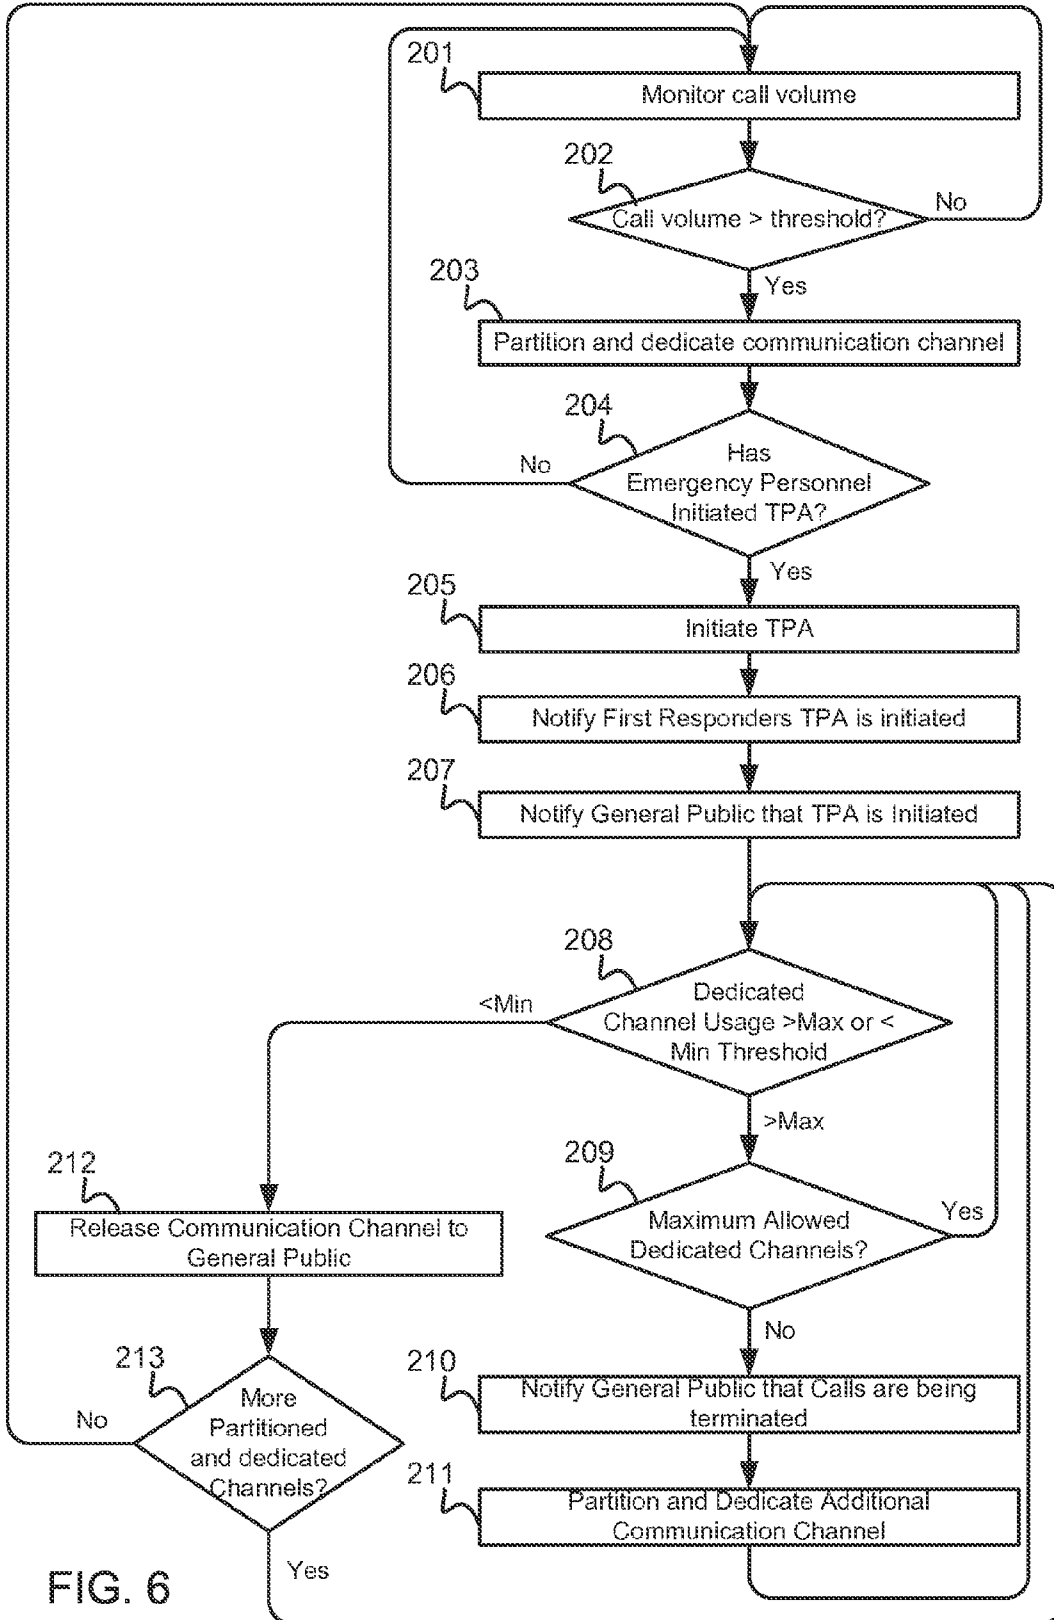 201
Monitor call volume
202
Call volume > threshold?
No
Yes
203
Partition and dedicate communication channel
204
Has
Emergency Personnel
Initiated TPA?
No
Yes
205
Initiate TPA
206
Notify First Responders TPA is initiated
207
Notify General Public that TPA is Initiated
208
Dedicated
Channel Usage >Max or <
Min Threshold
<Min
>Max
209
Maximum Allowed
Dedicated Channels?
Yes
No
212
Release Communication Channel to
General Public
213
More
Partitioned
and dedicated
Channels?
No
Yes
210
Notify General Public that Calls are being
terminated
211
Partition and Dedicate Additional
Communication Channel
FIG. 6